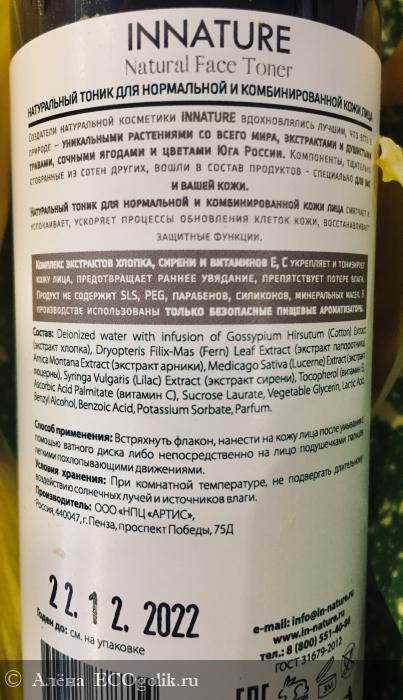 INNATURE
Natural Face Toner
НАТУРАЛЬНЫЙ ТОНИК ДЛЯ НОРМАЛЬНОЙ И КОМБИНИРОВАННОЙ КОЖИ ЛИЦА
Создатели натуральной косметики INNATURE вдохновлялись лучшим, что есть в
природе – уникальными растениями со всего мира, экстрактами и душистыми
травами, сочными ягодами и цветами Юга России. Компоненты, тщательно
отобранные из сотен других, вошли в состав продуктов - специально для вас
и вашей кожи.
Натуральный тоник для нормальной и комбинированной кожи лица смягчает и
успокаивает, ускоряет процессы обновления клеток кожи, восстанавливает
защитные функции.
Комплекс экстрактов хлопка, сирени и витаминов Е, С укрепляет и тонизирует
кожу лица, предотвращает раннее увядание, препятствует потере влаги.
Продукт не содержит SLS, PEG, парабенов, силиконов, минеральных масел. В
производстве использованы только безопасные пищевые ароматизаторы.
Состав: Deionized water with infusion of Gossypium Hirsutum (Cotton) Extract
(экстракт хлопка), Dryopteris Filix-Mas (Fern) Leaf Extract (экстракт папоротника),
Arnica Montana Extract (экстракт арники), Medicago Sativa (Lucerne) Extract (экстракт
люцерны), Syringa Vulgaris (Lilac) Extract (экстракт сирени), Tocopherol (витамин
Ascorbic Acid Palmitate (витамин С), Sucrose Laurate, Vegetable Glycerin, Lactic Acid,
Benzyl Alcohol, Benzoic Acid, Potassium Sorbate, Parfum.
Способ применения: Встряхнуть флакон, нанести на кожу лица после умывания с
помощью ватного диска либо непосредственно на лицо подушечками пальцев
легкими похлопывающими движениями.
Условия хранения: При комнатной температуре, не подвергать длительному
воздействию солнечных лучей и источников влаги.
Производитель: ООО «НПЦ «АРТИС»,
Россия, 440047, г. Пенза, проспект Победы, 75Д
22.12.2022
Годен до: см. на упаковке
e-mail: info@in-nature.ru
www.in-nature.ru
тел.: 8 (800) 551-40-86
ГОСТ 31679-2012
ЕАС
ЗМ
© Алёна ECOgolik.ru